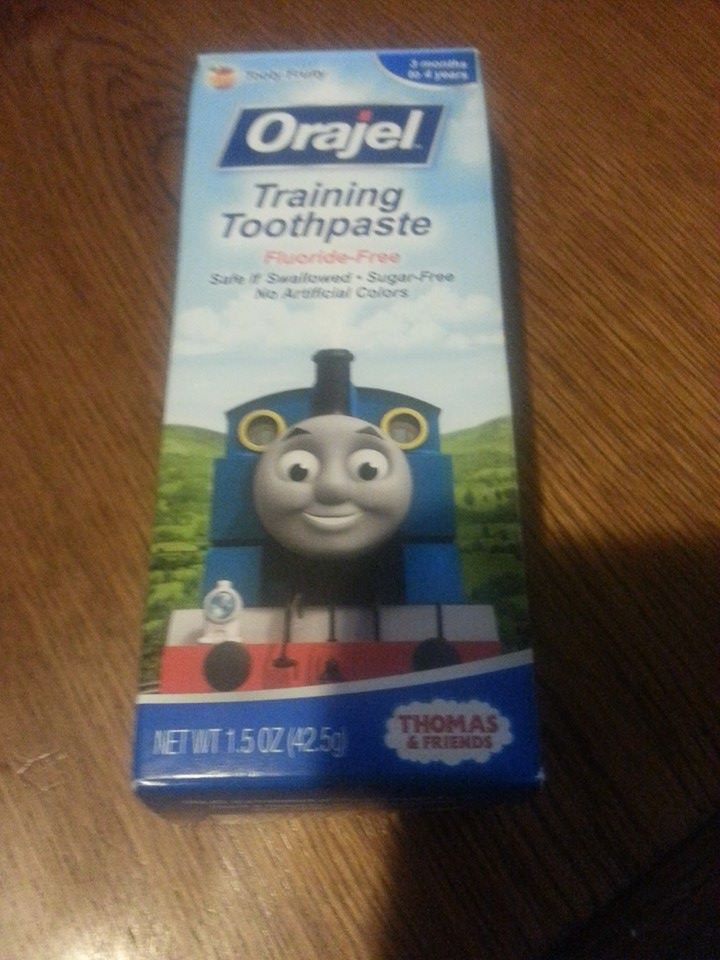 Tooty Fruity
3 months
to 4 years
Orajel
Training
Toothpaste
Fluoride-Free
Safe If Swallowed • Sugar-Free
No Artificial Colors
NET WT 1.5 OZ (42.5g)
THOMAS
& FRIENDS